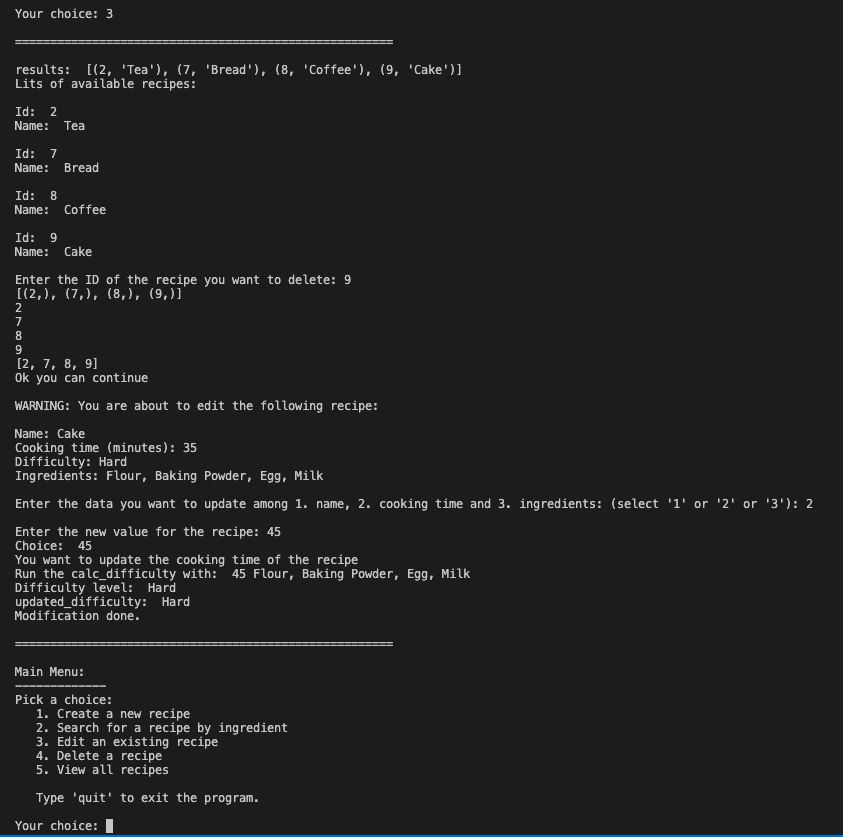 Your choice: 3
======================================================
results:  [(2, 'Tea'), (7, 'Bread'), (8, 'Coffee'), (9, 'Cake')]
Lits of available recipes:
Id:  2
Name:  Tea
Id:  7
Name:  Bread
Id:  8
Name:  Coffee
Id:  9
Name:  Cake
Enter the ID of the recipe you want to delete: 9
[(2,), (7,), (8,), (9,)]
2
7
8
9
[2, 7, 8, 9]
Ok you can continue
WARNING: You are about to edit the following recipe:
Name: Cake
Cooking time (minutes): 35
Difficulty: Hard
Ingredients: Flour, Baking Powder, Egg, Milk
Enter the data you want to update among 1. name, 2. cooking time and 3. ingredients: (select '1' or '2' or '3'): 2
Enter the new value for the recipe: 45
Choice:  45
You want to update the cooking time of the recipe
Run the calc_difficulty with:  45 Flour, Baking Powder, Egg, Milk
Difficulty level:  Hard
updated_difficulty:  Hard
Modification done.
======================================================
Main Menu:
-------------
Pick a choice:
   1. Create a new recipe
   2. Search for a recipe by ingredient
   3. Edit an existing recipe
   4. Delete a recipe
   5. View all recipes
   Type 'quit' to exit the program.
Your choice: